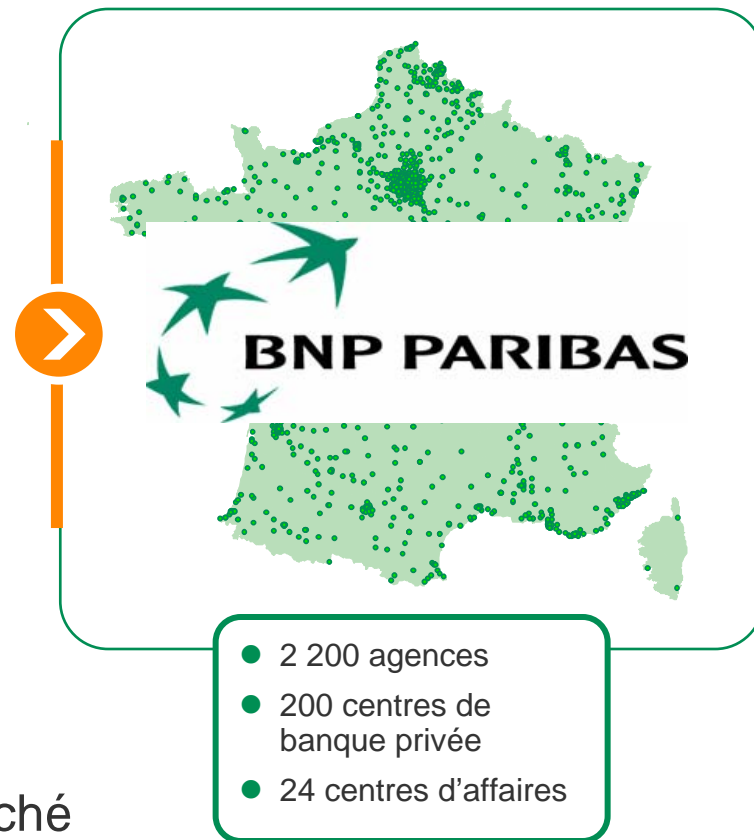 BNP PARIBAS
2 200 agences
200 centres de
banque privée
24 centres d’affaires
ché